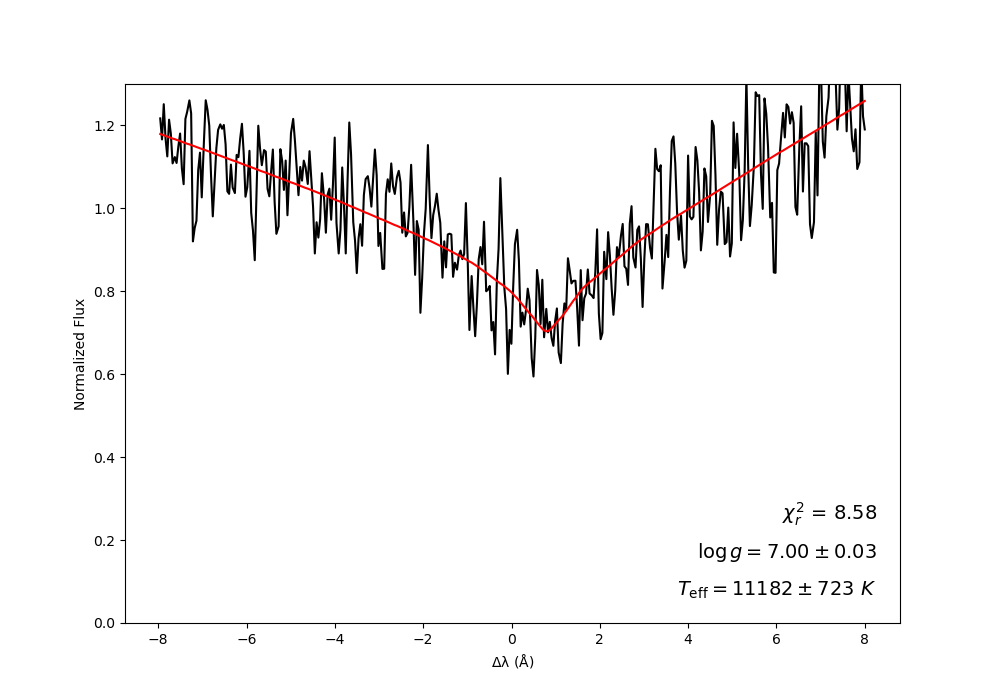 1.2
1.0
0.8
0.6
0.4
0.2
0.0
Normalized Flux
χ²ᵣ = 8.58
log g = 7.00 ± 0.03
T_eff = 11182 ± 723 K
−8 −6 −4 −2 0 2 4 6 8
Δλ (Å)